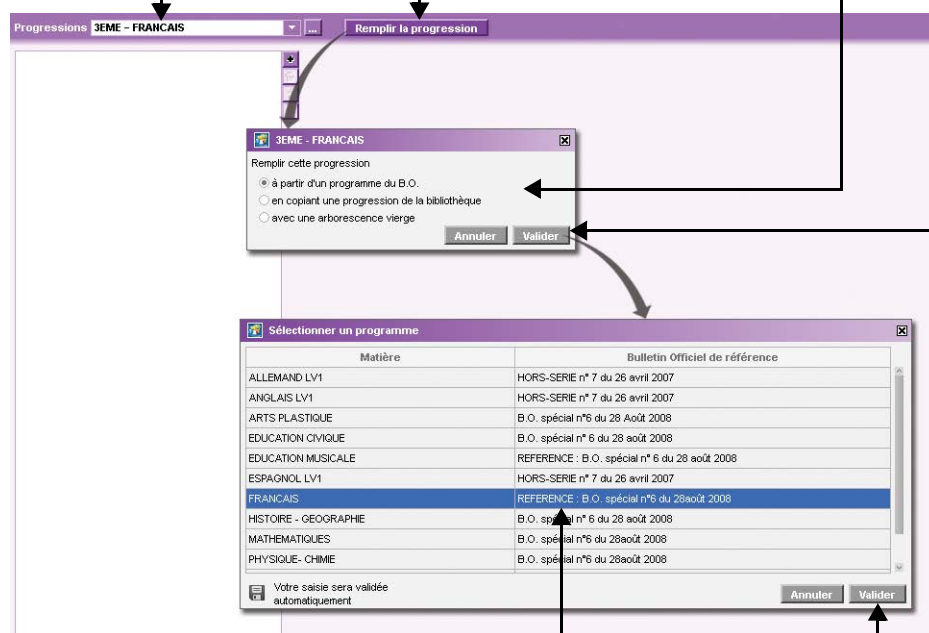 Progressions 3EME - FRANCAIS ... Remplir la progression
3EME - FRANCAIS
Remplir cette progression
à partir d'un programme du B.O.
en copiant une progression de la bibliothèque
avec une arborescence vierge
Annuler Valider
Sélectionner un programme
Matière Bulletin Officiel de référence
ALLEMAND LV1 HORS-SERIE n° 7 du 26 avril 2007
ANGLAIS LV1 HORS-SERIE n° 7 du 26 avril 2007
ARTS PLASTIQUE B.O. spécial n°6 du 28 Août 2008
EDUCATION CIVIQUE B.O. spécial n° 6 du 28 août 2008
EDUCATION MUSICALE REFERENCE : B.O. spécial n° 6 du 28 août 2008
ESPAGNOL LV1 HORS-SERIE n° 7 du 26 avril 2007
FRANCAIS REFERENCE : B.O. spécial n°6 du 28août 2008
HISTOIRE - GEOGRAPHIE B.O. spécial n° 6 du 28 août 2008
MATHEMATIQUES B.O. spécial n°6 du 28août 2008
PHYSIQUE- CHIMIE B.O. spécial n°6 du 28août 2008
Votre saisie sera validée
automatiquement
Annuler Valider